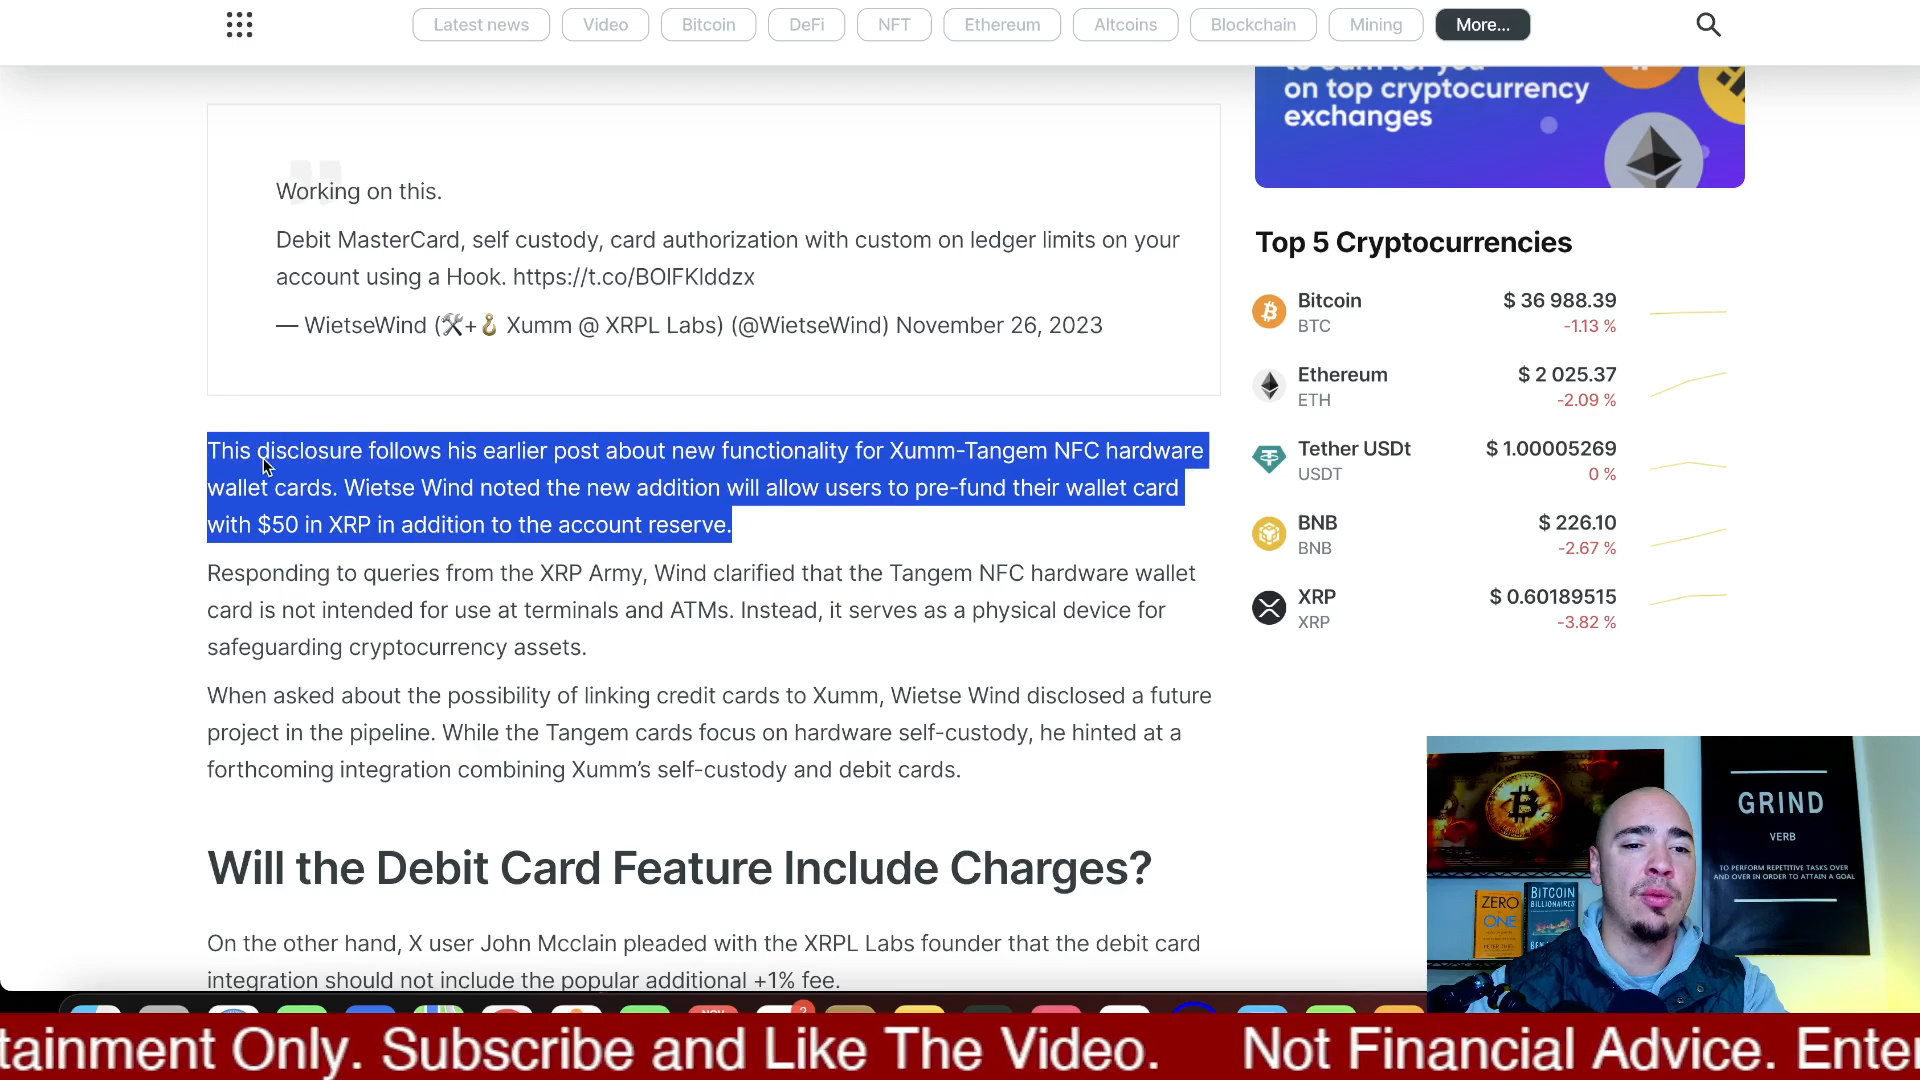 Latest news
Video
Bitcoin
DeFi
NFT
Ethereum
Altcoins
Blockchain
Mining
More...
on top cryptocurrency
exchanges
Working on this.
Debit MasterCard, self custody, card authorization with custom on ledger limits on your
account using a Hook. https://t.co/BOlFKlddzx
— WietseWind (🛠+🪝 Xumm @ XRPL Labs) (@WietseWind) November 26, 2023
This disclosure follows his earlier post about new functionality for Xumm-Tangem NFC hardware
wallet cards. Wietse Wind noted the new addition will allow users to pre-fund their wallet card
with $50 in XRP in addition to the account reserve.
Responding to queries from the XRP Army, Wind clarified that the Tangem NFC hardware wallet
card is not intended for use at terminals and ATMs. Instead, it serves as a physical device for
safeguarding cryptocurrency assets.
When asked about the possibility of linking credit cards to Xumm, Wietse Wind disclosed a future
project in the pipeline. While the Tangem cards focus on hardware self-custody, he hinted at a
forthcoming integration combining Xumm's self-custody and debit cards.
Will the Debit Card Feature Include Charges?
On the other hand, X user John Mcclain pleaded with the XRPL Labs founder that the debit card
integration should not include the popular additional +1% fee.
Top 5 Cryptocurrencies
Bitcoin $ 36 988.39
BTC -1.13 %
Ethereum $ 2 025.37
ETH -2.09 %
Tether USDt $ 1.00005269
USDT 0 %
BNB $ 226.10
BNB -2.67 %
XRP $ 0.60189515
XRP -3.82 %
GRIND
VERB
TO PERFORM REPETITIVE TASKS OVER
AND OVER IN ORDER TO ATTAIN A GOAL
ZERO
ONE
BITCOIN
BILLIONAIRES
NOV
2
tainment Only. Subscribe and Like The Video. Not Financial Advice. Enter